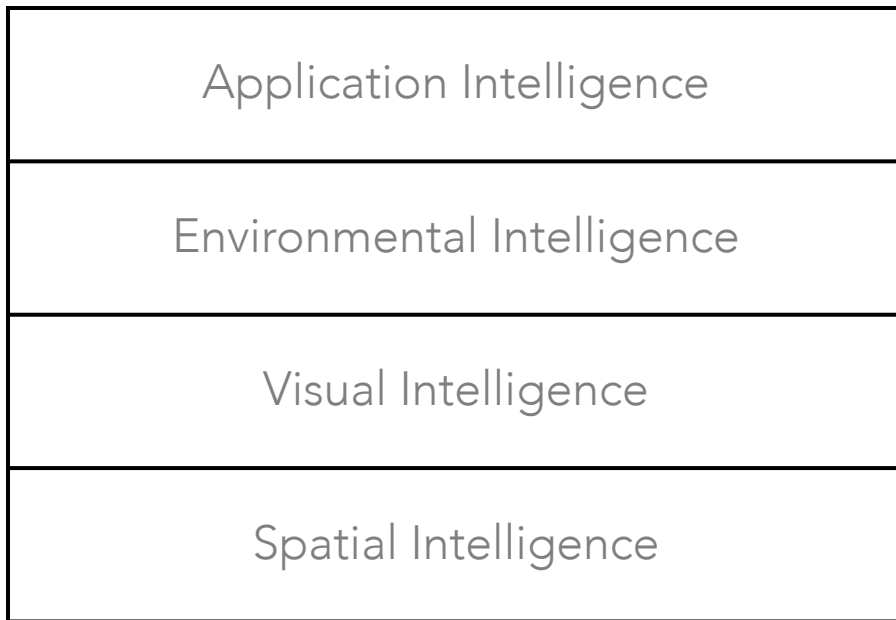 Application Intelligence
Environmental Intelligence
Visual Intelligence
Spatial Intelligence